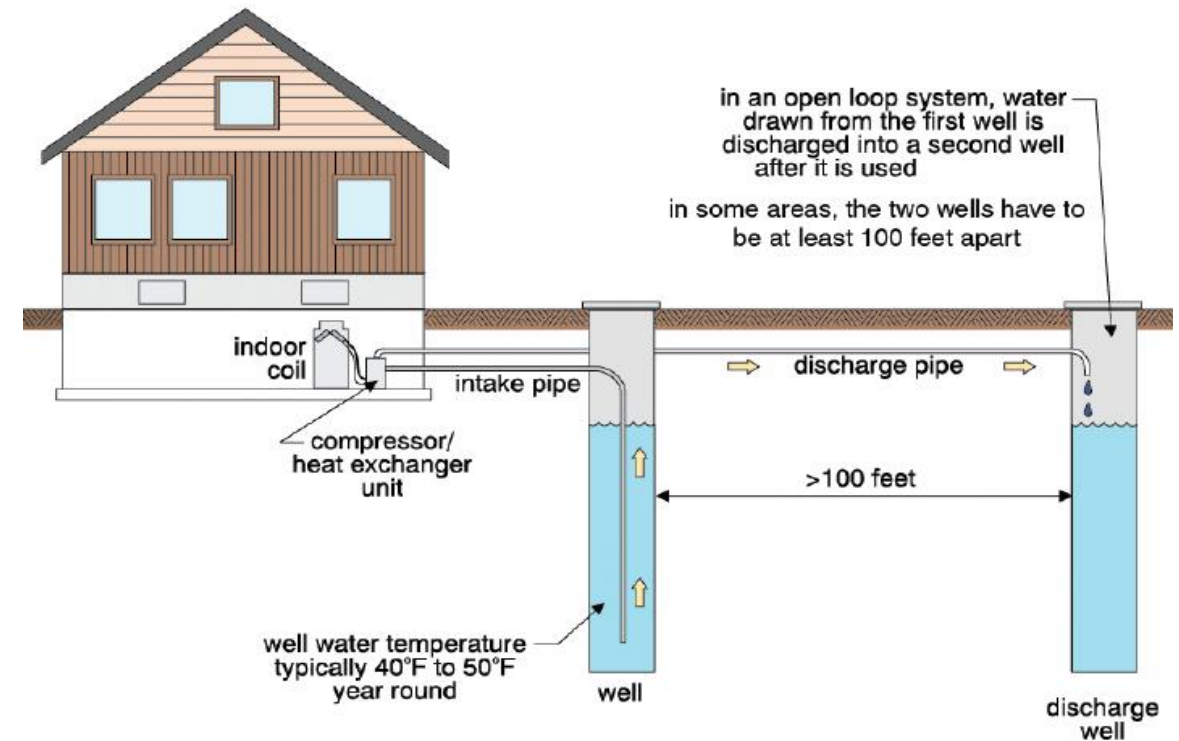 in an open loop system, water
drawn from the first well is
discharged into a second well
after it is used
in some areas, the two wells have to
be at least 100 feet apart
indoor
coil
intake pipe
discharge pipe
compressor/
heat exchanger
unit
>100 feet
well water temperature
typically 40°F to 50°F
year round
well
discharge
well